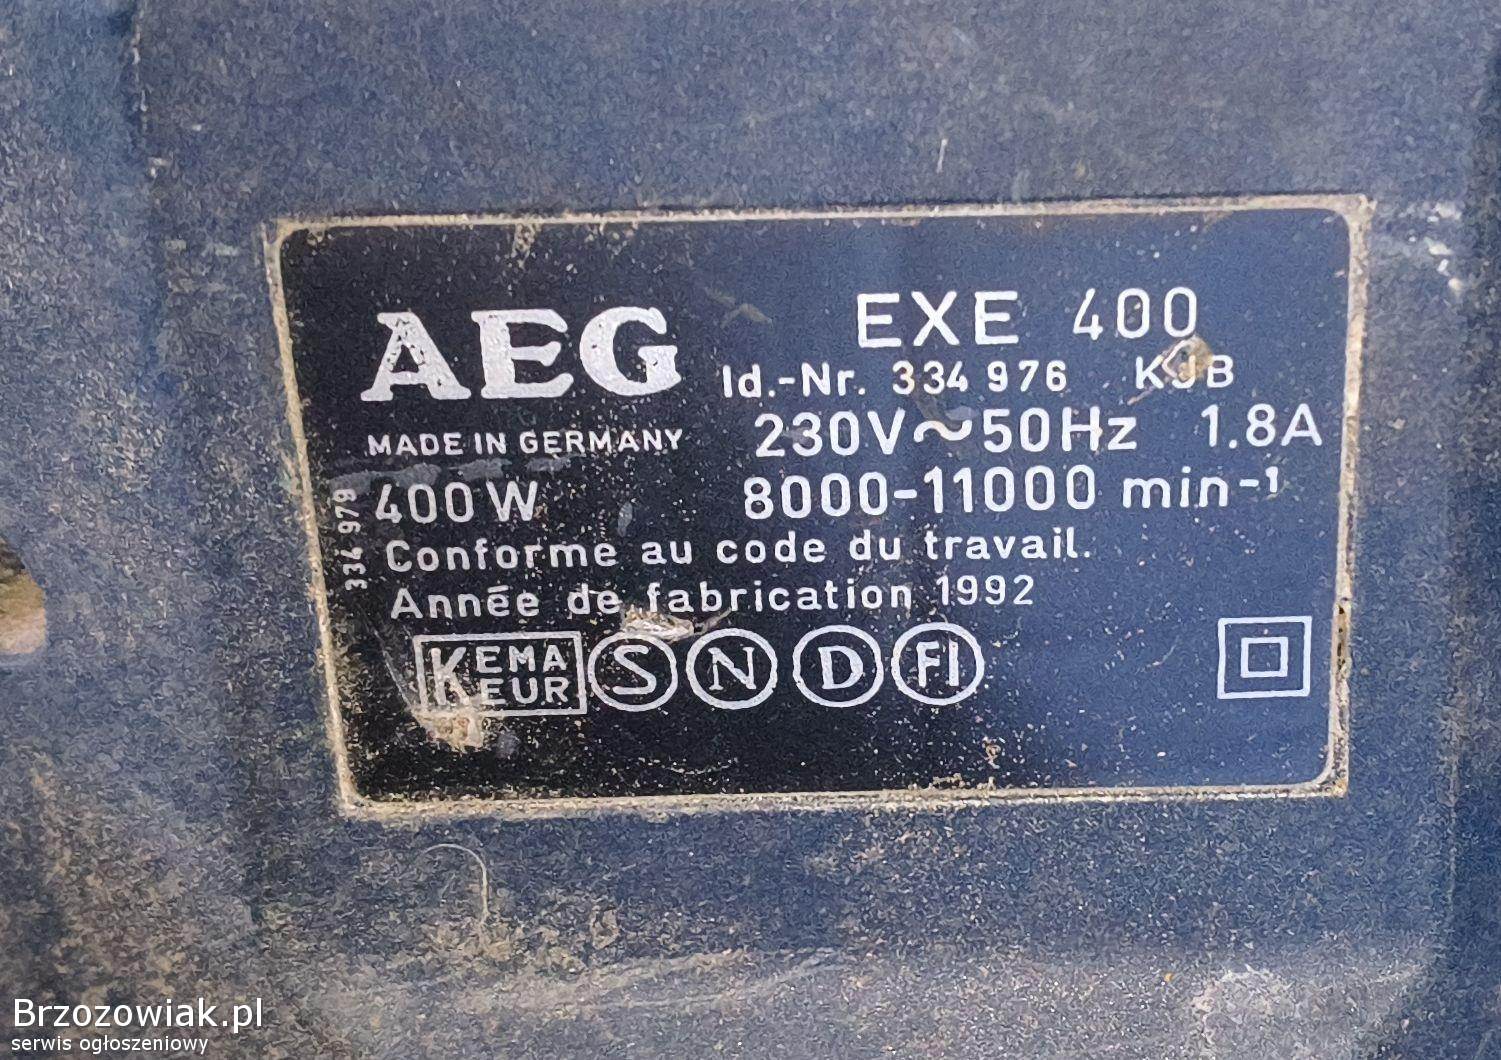 AEG
EXE 400
Id.-Nr. 334 976
MADE IN GERMANY
230V~50Hz 1.8A
400 W
8000-11000 min-¹
334 979
Conforme au code du travail.
Année de fabrication 1992
KEMA
KEUR
S N D FI
Brzozowiak.pl
serwis ogłoszeniowy